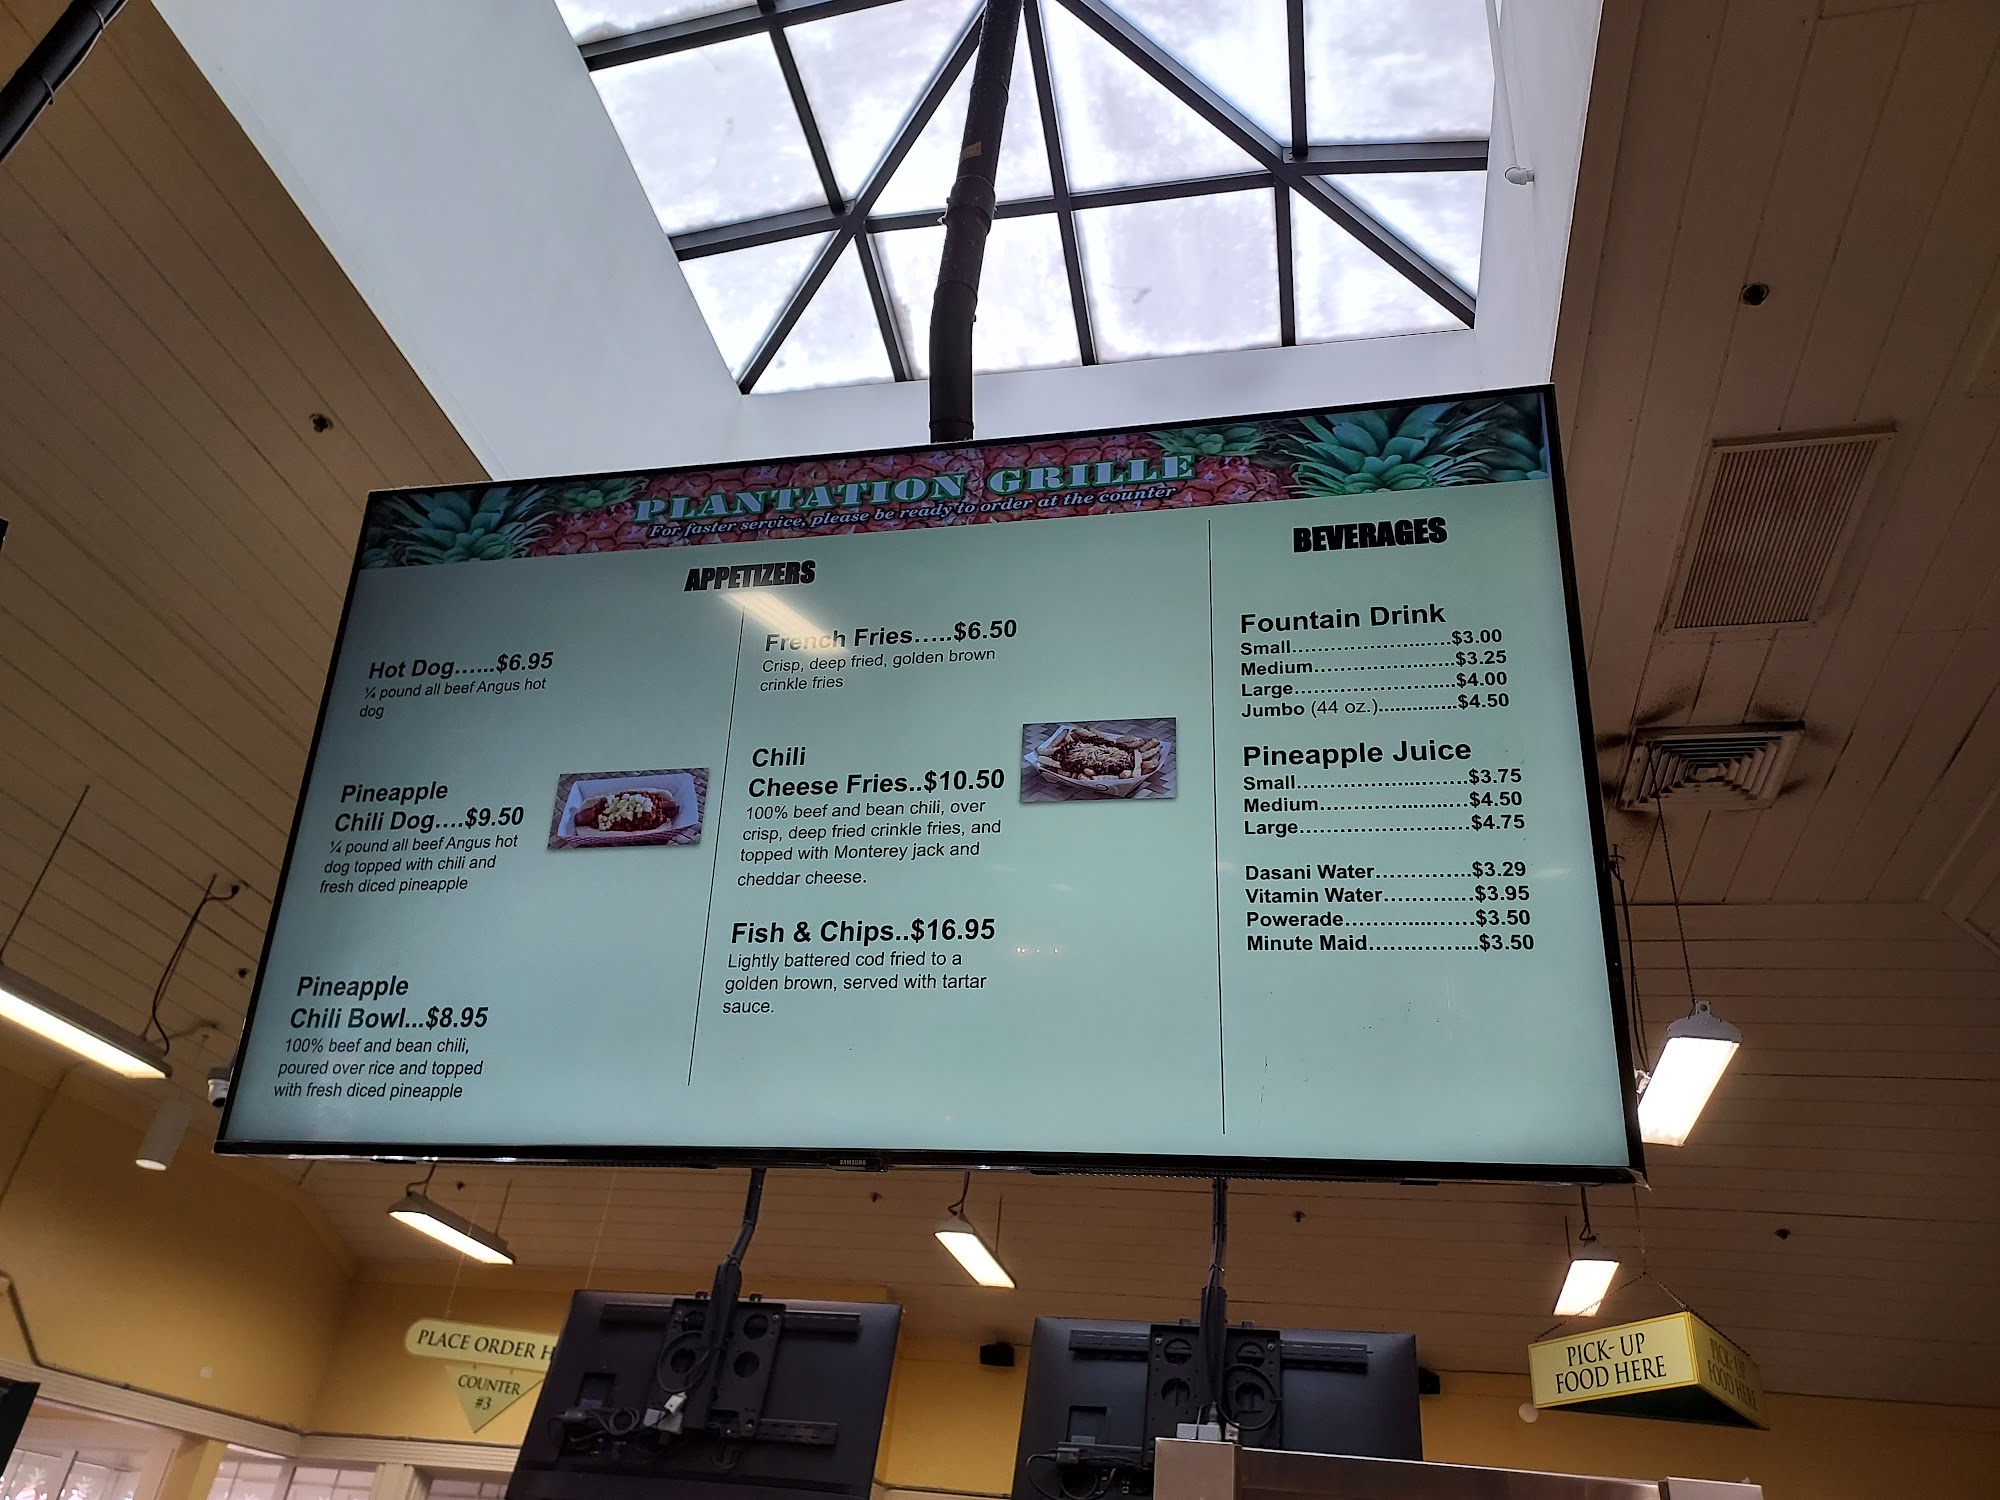 PLANTATION GRILLE
For faster service, please be ready to order at the counter
APPETIZERS
Hot Dog......$6.95
¼ pound all beef Angus hot
dog
Pineapple
Chili Dog....$9.50
¼ pound all beef Angus hot
dog topped with chili and
fresh diced pineapple
Pineapple
Chili Bowl...$8.95
100% beef and bean chili,
poured over rice and topped
with fresh diced pineapple
French Fries.....$6.50
Crisp, deep fried, golden brown
crinkle fries
Chili
Cheese Fries..$10.50
100% beef and bean chili, over
crisp, deep fried crinkle fries, and
topped with Monterey jack and
cheddar cheese.
Fish & Chips..$16.95
Lightly battered cod fried to a
golden brown, served with tartar
sauce.
BEVERAGES
Fountain Drink
Small...........................$3.00
Medium........................$3.25
Large...........................$4.00
Jumbo (44 oz.)..............$4.50
Pineapple Juice
Small...........................$3.75
Medium........................$4.50
Large...........................$4.75
Dasani Water..............$3.29
Vitamin Water.............$3.95
Powerade....................$3.50
Minute Maid................$3.50
SAMSUNG
PLACE ORDER H
COUNTER
#3
PICK-UP
FOOD HERE
PICK-UP
FOOD HERE